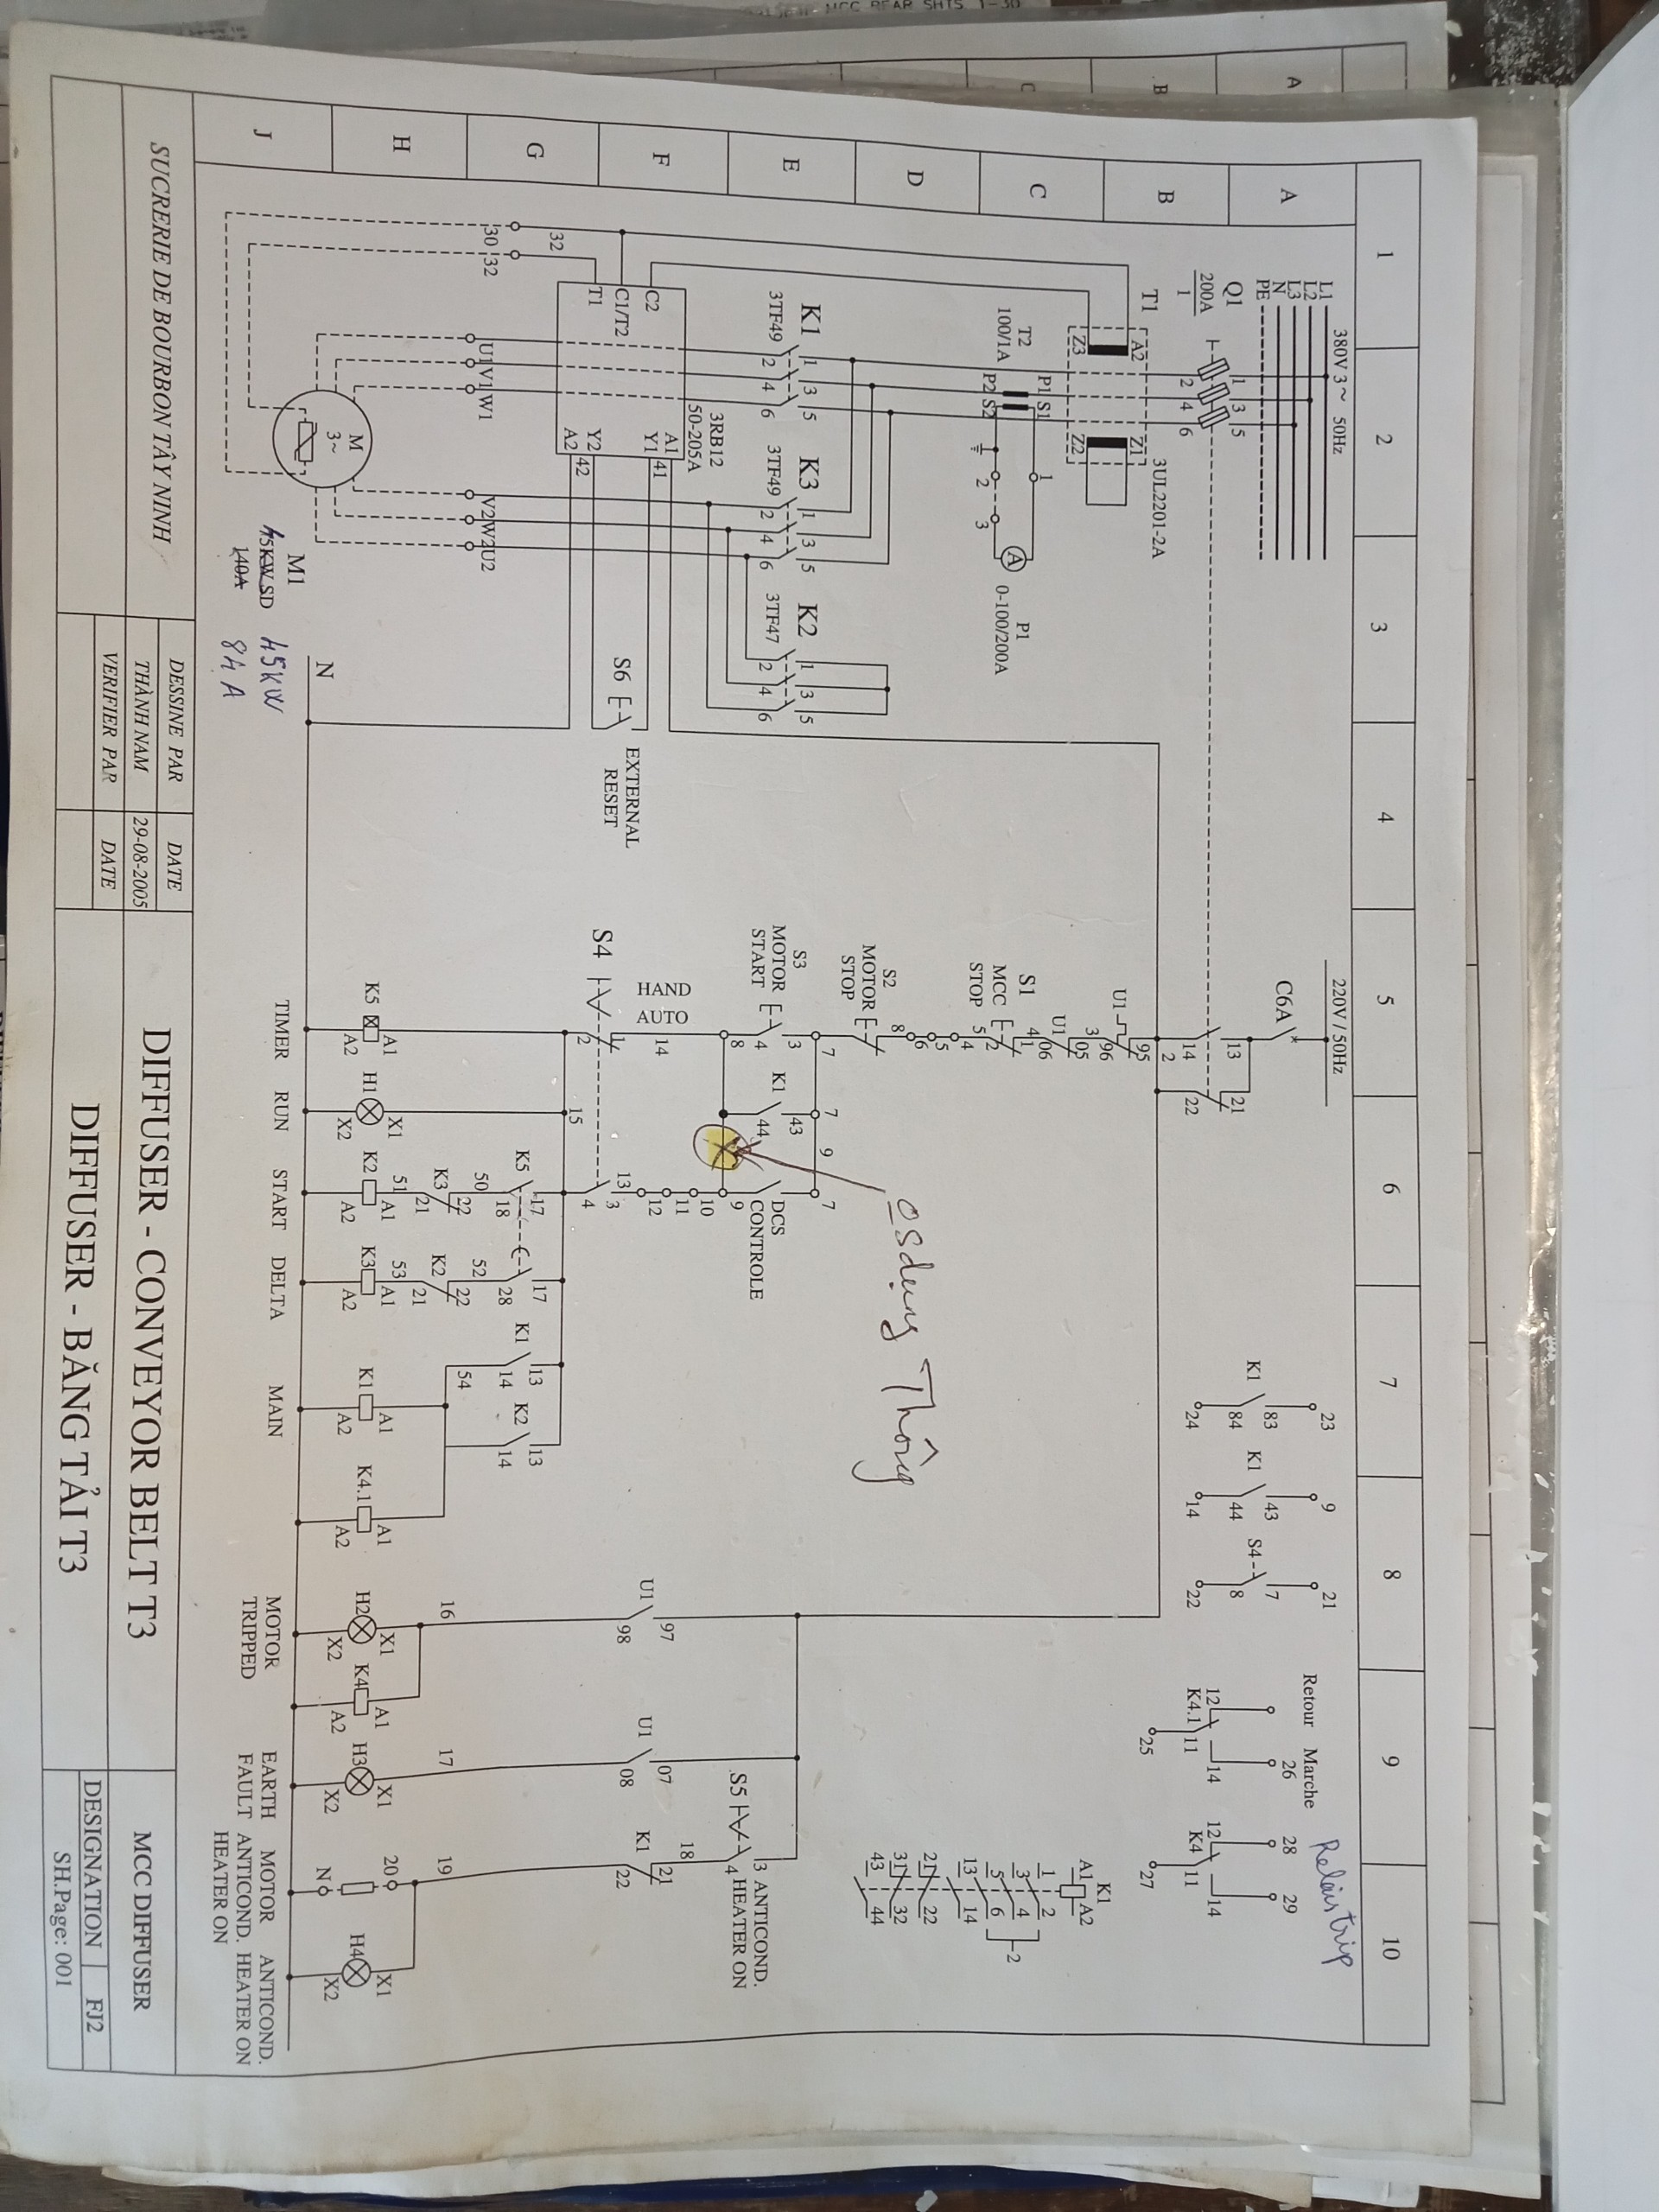 1 2 3 4 5 6 7 8 9 10
A
B
C
D
E
F
G
H
J
380V 3~ 50Hz
L1
L2
L3
N
PE
Q1
200A
1
1 3 5
2 4 6
T1
3UL2201-2A
A2 Z1
Z3 Z2
P1 S1
P2 S2
T2
100/1A
1
2 3
A
P1
0-100/200A
K1 1 3 5
3TF49 2 4 6
K3 1 3 5
3TF49 2 4 6
K2 1 3 5
3TF47 2 4 6
3RB12
50-205A
A1
Y1 41
C2
C1/T2
T1
Y2
A2 42
S6
EXTERNAL
RESET
32
30 32
U1 V1 W1
V2 W2 U2
M
3~
M1
45KW SD
140A
45KW
84 A
N
220V / 50Hz
C6A
13 21
14 22
2
95
U1
96
3
05
U1
06
4
S1 1
MCC
STOP 2
5
4
5
6
8
S2
MOTOR
STOP
osdụng Thông
7 7 9 7
S3 3
MOTOR
START 4
8
43
K1
44
DCS
CONTROLE
9
10
11
12
13
HAND
AUTO
14
S4
1 3
2 4
15
K5 17 17
18 28
50 52
K3 22
21
K2 22
21
51 53
K1 13
14
K2 13
14
54
K5 A1
A2
H1 X1
X2
K2 A1
A2
K3 A1
A2
K1 A1
A2
K4.1 A1
A2
TIMER RUN START DELTA MAIN
23 9 21
K1 83
84
K1 43
44
S4 7
8
24 14 22
Relais trip
Retour Marche
26 28 29
12 14
K4.1 11
25
12 14
K4 11
27
K1
A1 A2
1 2
3 4
5 6
2
13 14
21 22
31 32
43 44
S5 3
4
ANTICOND.
HEATER ON
18
U1 97
98
U1 07
08
K1 21
22
16 17 19
20
N
H2 X1
X2
K4 A1
A2
H3 X1
X2
H4 X1
X2
MOTOR
TRIPPED
EARTH
FAULT
MOTOR
ANTICOND.
HEATER ON
ANTICOND.
HEATER ON
SUCRERIE DE BOURBON TÂY NINH
DESSINE PAR DATE
THÀNH NAM 29-08-2005
VERIFIER PAR DATE
DIFFUSER - CONVEYOR BELT T3
DIFFUSER - BĂNG TẢI T3
MCC DIFFUSER
DESIGNATION FJ2
SH.Page: 001